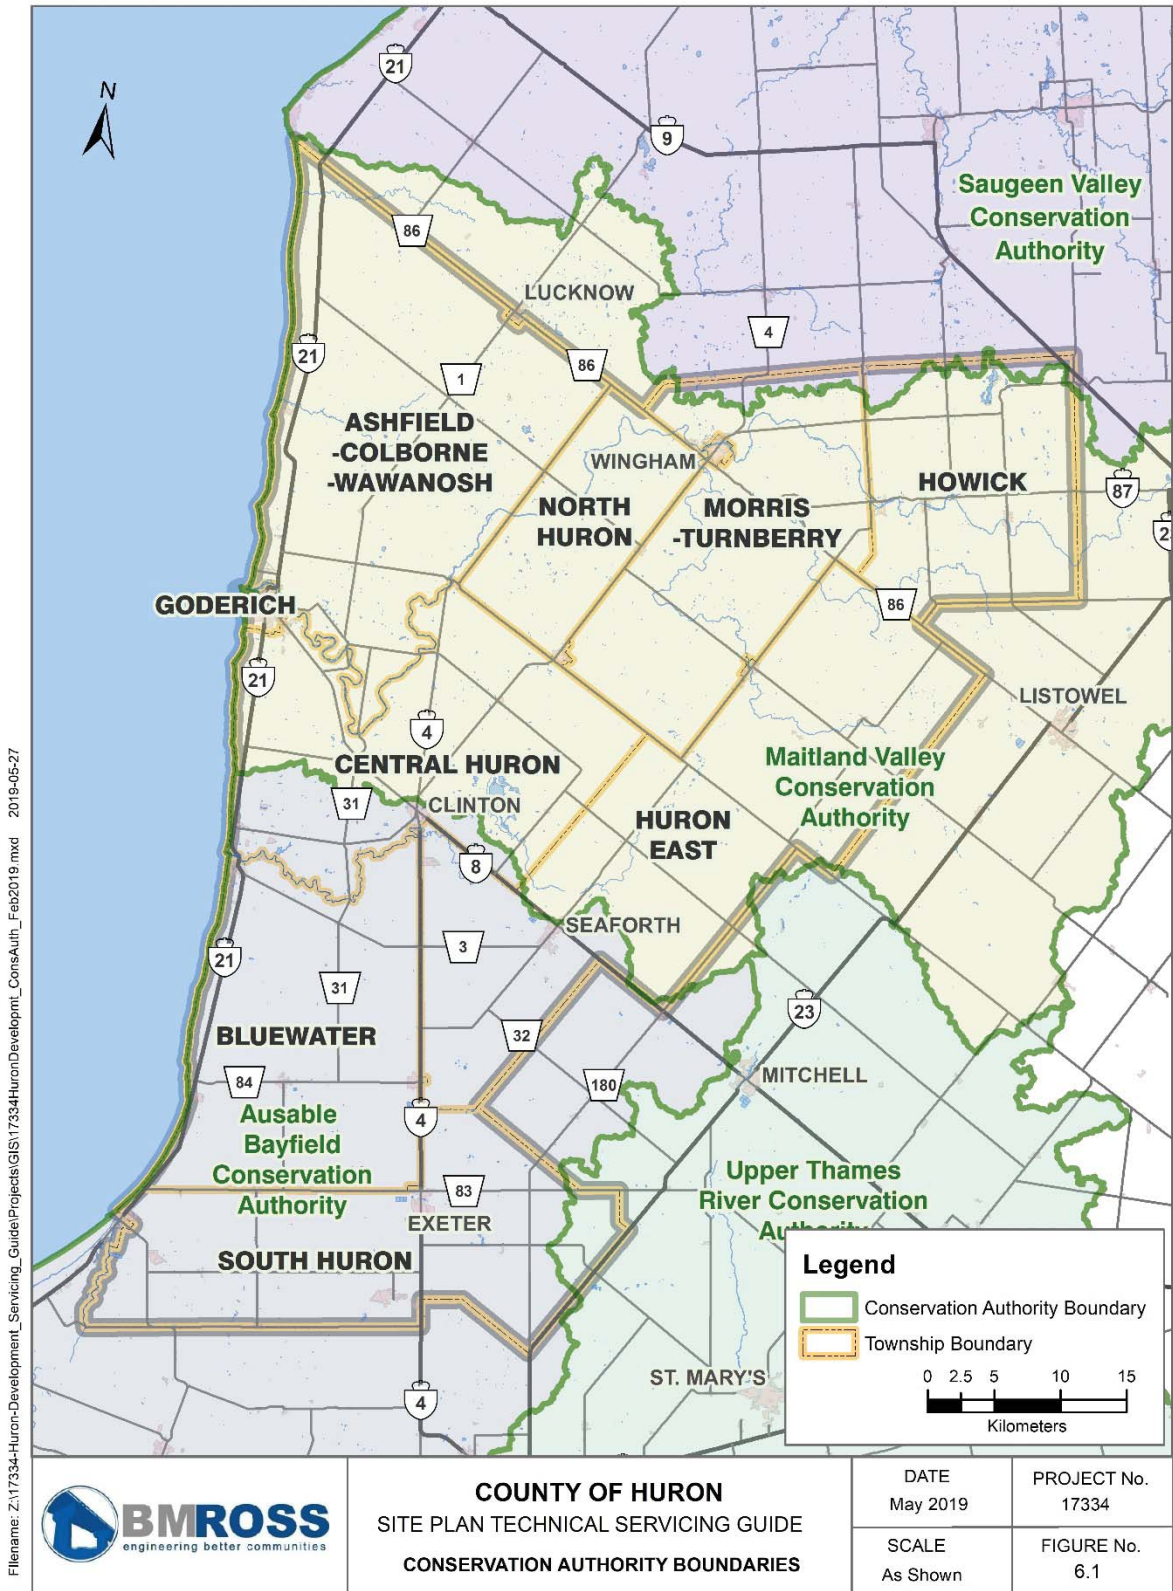 21
N
9
Saugeen Valley
Conservation
Authority
86
LUCKNOW
4
21
86
1
ASHFIELD
-COLBORNE
-WAWANOSH
WINGHAM
HOWICK
87
NORTH
HURON
MORRIS
-TURNBERRY
2
GODERICH
86
21
LISTOWEL
4
CENTRAL HURON
Maitland Valley
Conservation
Authority
31
CLINTON
HURON
EAST
8
SEAFORTH
3
21
31
23
BLUEWATER
32
MITCHELL
84
180
Ausable
Bayfield
Conservation
Authority
4
Upper Thames
River Conservation
Authority
83
EXETER
SOUTH HURON
ST. MARY'S
4
Legend
Conservation Authority Boundary
Township Boundary
0 2.5 5 10 15
Kilometers
Filename: Z:\17334-Huron-Development_Servicing_Guide\Projects\GIS\17334HuronDevelopmt_ConsAuth_Feb2019.mxd 2019-05-27
BMROSS
engineering better communities
COUNTY OF HURON
SITE PLAN TECHNICAL SERVICING GUIDE
CONSERVATION AUTHORITY BOUNDARIES
DATE
May 2019
PROJECT No.
17334
SCALE
As Shown
FIGURE No.
6.1